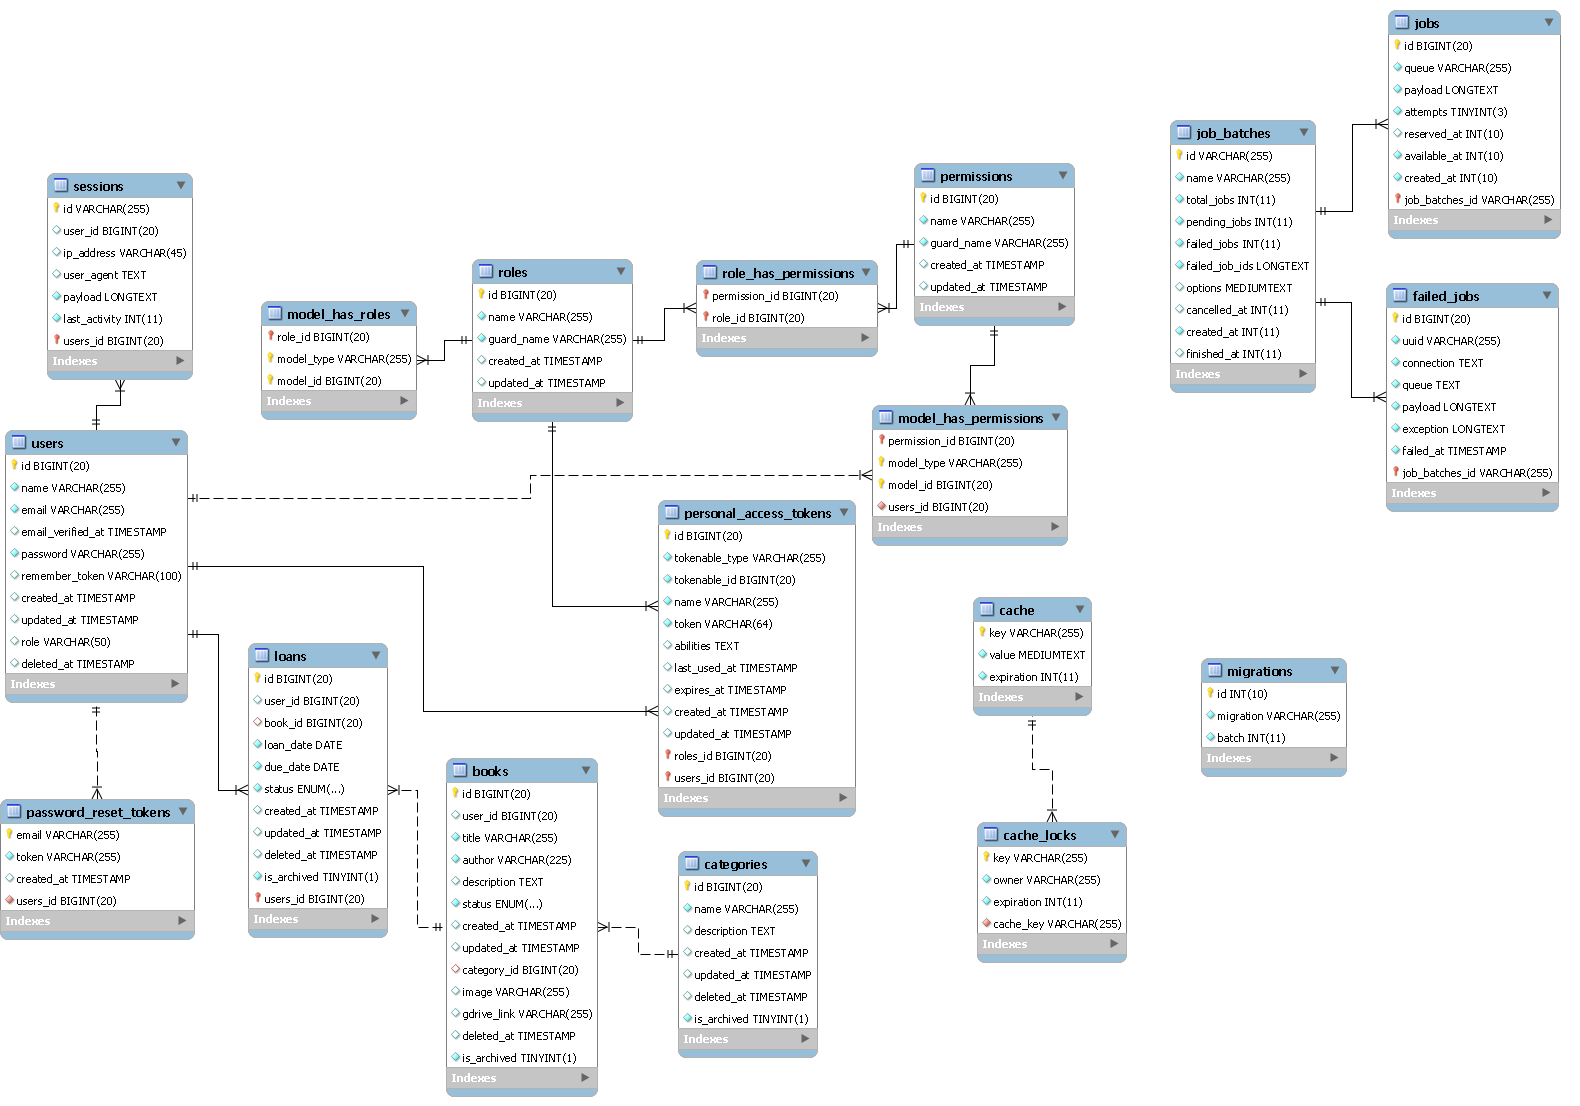 jobs
id BIGINT(20)
queue VARCHAR(255)
payload LONGTEXT
attempts TINYINT(3)
reserved_at INT(10)
available_at INT(10)
created_at INT(10)
job_batches_id VARCHAR(255)
Indexes
job_batches
id VARCHAR(255)
name VARCHAR(255)
total_jobs INT(11)
pending_jobs INT(11)
failed_jobs INT(11)
failed_job_ids LONGTEXT
options MEDIUMTEXT
cancelled_at INT(11)
created_at INT(11)
finished_at INT(11)
Indexes
failed_jobs
id BIGINT(20)
uuid VARCHAR(255)
connection TEXT
queue TEXT
payload LONGTEXT
exception LONGTEXT
failed_at TIMESTAMP
job_batches_id VARCHAR(255)
Indexes
sessions
id VARCHAR(255)
user_id BIGINT(20)
ip_address VARCHAR(45)
user_agent TEXT
payload LONGTEXT
last_activity INT(11)
users_id BIGINT(20)
Indexes
model_has_roles
role_id BIGINT(20)
model_type VARCHAR(255)
model_id BIGINT(20)
Indexes
roles
id BIGINT(20)
name VARCHAR(255)
guard_name VARCHAR(255)
created_at TIMESTAMP
updated_at TIMESTAMP
Indexes
role_has_permissions
permission_id BIGINT(20)
role_id BIGINT(20)
Indexes
permissions
id BIGINT(20)
name VARCHAR(255)
guard_name VARCHAR(255)
created_at TIMESTAMP
updated_at TIMESTAMP
Indexes
model_has_permissions
permission_id BIGINT(20)
model_type VARCHAR(255)
model_id BIGINT(20)
users_id BIGINT(20)
Indexes
users
id BIGINT(20)
name VARCHAR(255)
email VARCHAR(255)
email_verified_at TIMESTAMP
password VARCHAR(255)
remember_token VARCHAR(100)
created_at TIMESTAMP
updated_at TIMESTAMP
role VARCHAR(50)
deleted_at TIMESTAMP
Indexes
personal_access_tokens
id BIGINT(20)
tokenable_type VARCHAR(255)
tokenable_id BIGINT(20)
name VARCHAR(255)
token VARCHAR(64)
abilities TEXT
last_used_at TIMESTAMP
expires_at TIMESTAMP
created_at TIMESTAMP
updated_at TIMESTAMP
roles_id BIGINT(20)
users_id BIGINT(20)
Indexes
cache
key VARCHAR(255)
value MEDIUMTEXT
expiration INT(11)
Indexes
migrations
id INT(10)
migration VARCHAR(255)
batch INT(11)
Indexes
loans
id BIGINT(20)
user_id BIGINT(20)
book_id BIGINT(20)
loan_date DATE
due_date DATE
status ENUM(...)
created_at TIMESTAMP
updated_at TIMESTAMP
deleted_at TIMESTAMP
is_archived TINYINT(1)
users_id BIGINT(20)
Indexes
password_reset_tokens
email VARCHAR(255)
token VARCHAR(255)
created_at TIMESTAMP
users_id BIGINT(20)
Indexes
books
id BIGINT(20)
user_id BIGINT(20)
title VARCHAR(255)
author VARCHAR(225)
description TEXT
status ENUM(...)
created_at TIMESTAMP
updated_at TIMESTAMP
category_id BIGINT(20)
image VARCHAR(255)
gdrive_link VARCHAR(255)
deleted_at TIMESTAMP
is_archived TINYINT(1)
Indexes
categories
id BIGINT(20)
name VARCHAR(255)
description TEXT
created_at TIMESTAMP
updated_at TIMESTAMP
deleted_at TIMESTAMP
is_archived TINYINT(1)
Indexes
cache_locks
key VARCHAR(255)
owner VARCHAR(255)
expiration INT(11)
cache_key VARCHAR(255)
Indexes